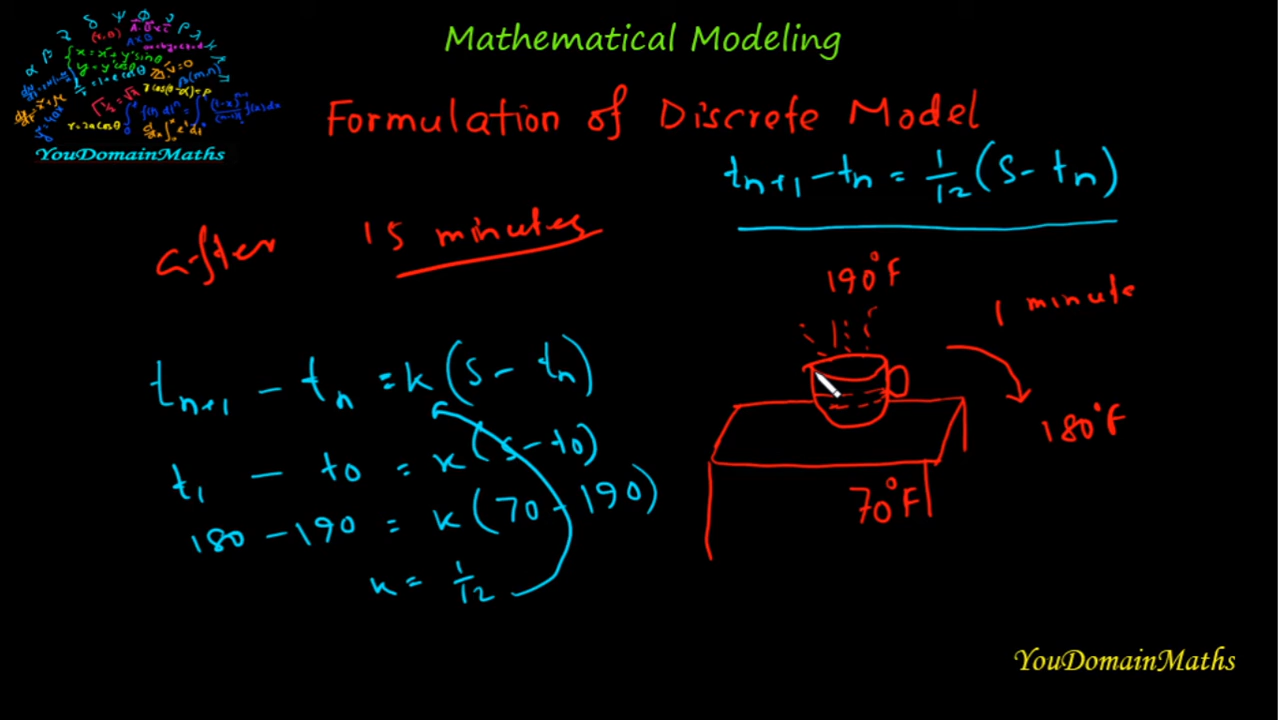 Mathematical Modeling
YouDomainMaths
Formulation of Discrete Model
tn+1 - tn = 1/12 (S - tn)
after 15 minutes
190°F
1 minute
180°F
70°F
tn+1 - tn = k (S - tn)
t1 - t0 = k (S - t0)
180 - 190 = k (70 - 190)
k = 1/12
YouDomainMaths